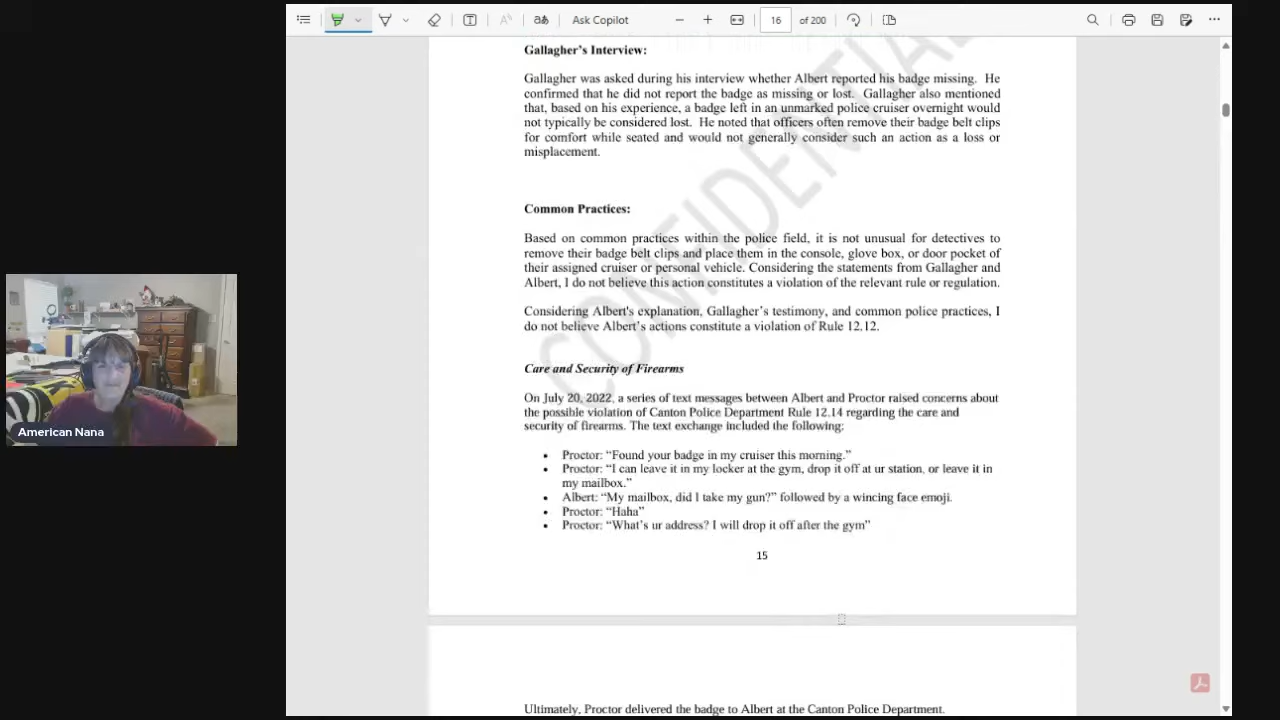 Ask Copilot
16 of 200
Gallagher's Interview:
Gallagher was asked during his interview whether Albert reported his badge missing. He
confirmed that he did not report the badge as missing or lost. Gallagher also mentioned
that, based on his experience, a badge left in an unmarked police cruiser overnight would
not typically be considered lost. He noted that officers often remove their badge belt clips
for comfort while seated and would not generally consider such an action as a loss or
misplacement.
Common Practices:
Based on common practices within the police field, it is not unusual for detectives to
remove their badge belt clips and place them in the console, glove box, or door pocket of
their assigned cruiser or personal vehicle. Considering the statements from Gallagher and
Albert, I do not believe this action constitutes a violation of the relevant rule or regulation.
Considering Albert's explanation, Gallagher's testimony, and common police practices, I
do not believe Albert's actions constitute a violation of Rule 12.12.
Care and Security of Firearms
On July 20, 2022, a series of text messages between Albert and Proctor raised concerns about
the possible violation of Canton Police Department Rule 12.14 regarding the care and
security of firearms. The text exchange included the following:
• Proctor: "Found your badge in my cruiser this morning."
• Proctor: "I can leave it in my locker at the gym, drop it off at ur station, or leave it in
my mailbox."
• Albert: "My mailbox, did I take my gun?" followed by a wincing face emoji.
• Proctor: "Haha"
• Proctor: "What's ur address? I will drop it off after the gym"
15
Ultimately, Proctor delivered the badge to Albert at the Canton Police Department.
CONFIDENTIAL
American Nana